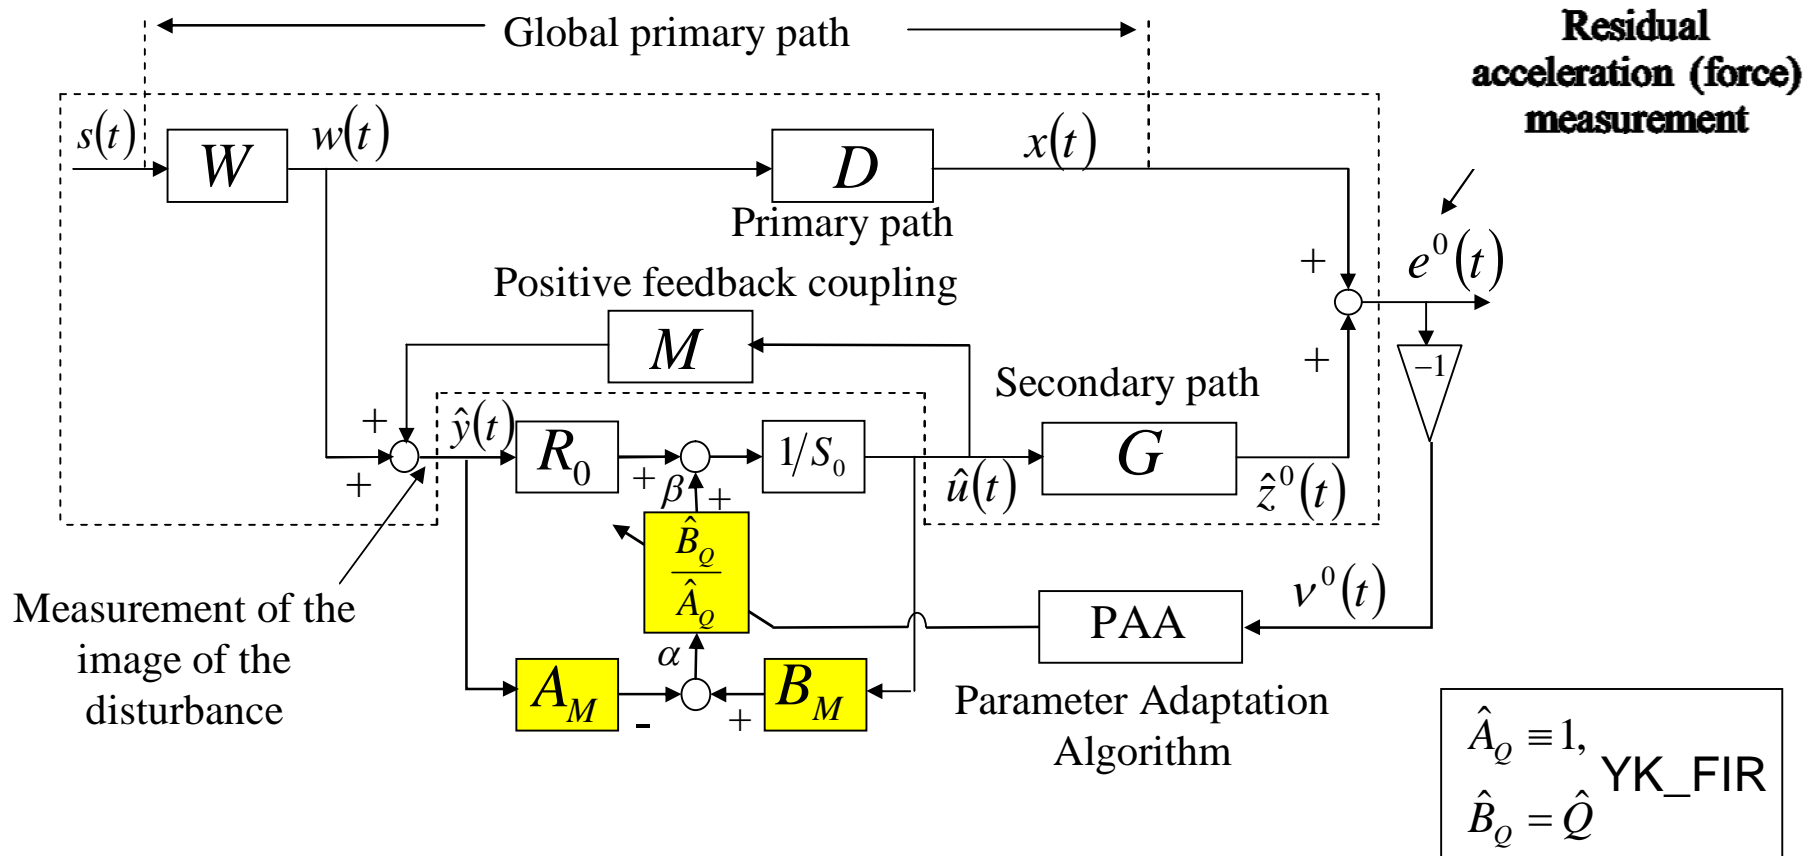 Global primary path
Residual
acceleration (force)
measurement
s(t)
W
w(t)
D
x(t)
Primary path
Positive feedback coupling
M
+
e⁰(t)
+
−1
Secondary path
+
ŷ(t)
R₀
+
β
+
1/S₀
û(t)
G
ẑ⁰(t)
+
B̂_Q
Â_Q
Measurement of the
image of the
disturbance
α
PAA
ν⁰(t)
A_M
-
+
B_M
Parameter Adaptation
Algorithm
Â_Q ≡ 1,
YK_FIR
B̂_Q = Q̂